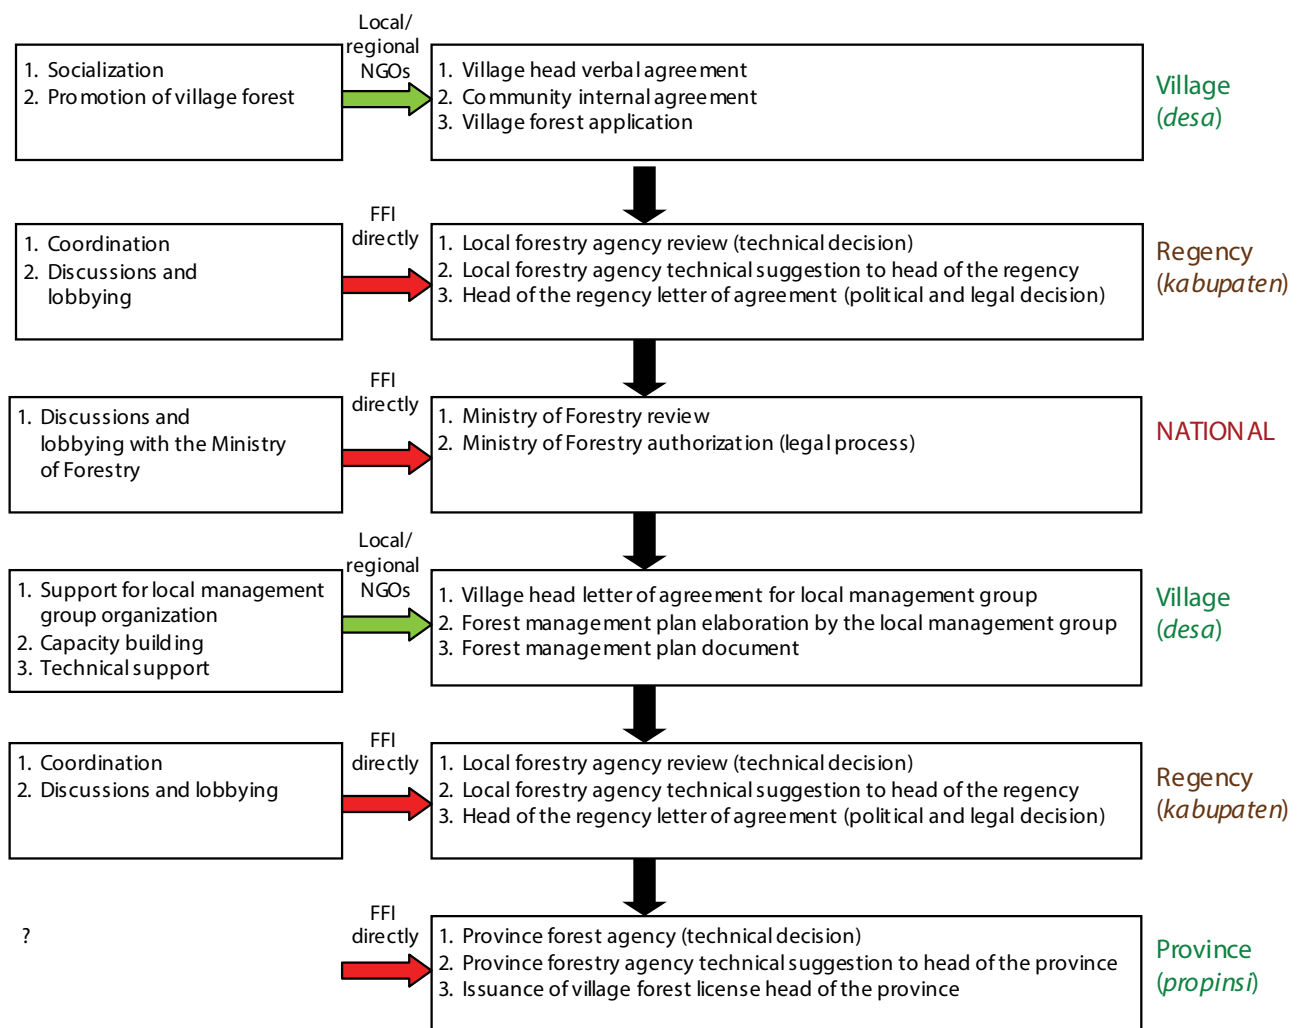 Local/
regional
NGOs
1. Socialization
2. Promotion of village forest
1. Village head verbal agreement
2. Community internal agreement
3. Village forest application
Village
(desa)
FFI
directly
1. Coordination
2. Discussions and
lobbying
1. Local forestry agency review (technical decision)
2. Local forestry agency technical suggestion to head of the regency
3. Head of the regency letter of agreement (political and legal decision)
Regency
(kabupaten)
FFI
directly
1. Discussions and
lobbying with the Ministry
of Forestry
1. Ministry of Forestry review
2. Ministry of Forestry authorization (legal process)
NATIONAL
Local/
regional
NGOs
1. Support for local management
group organization
2. Capacity building
3. Technical support
1. Village head letter of agreement for local management group
2. Forest management plan elaboration by the local management group
3. Forest management plan document
Village
(desa)
FFI
directly
1. Coordination
2. Discussions and lobbying
1. Local forestry agency review (technical decision)
2. Local forestry agency technical suggestion to head of the regency
3. Head of the regency letter of agreement (political and legal decision)
Regency
(kabupaten)
?
FFI
directly
1. Province forest agency (technical decision)
2. Province forestry agency technical suggestion to head of the province
3. Issuance of village forest license head of the province
Province
(propinsi)